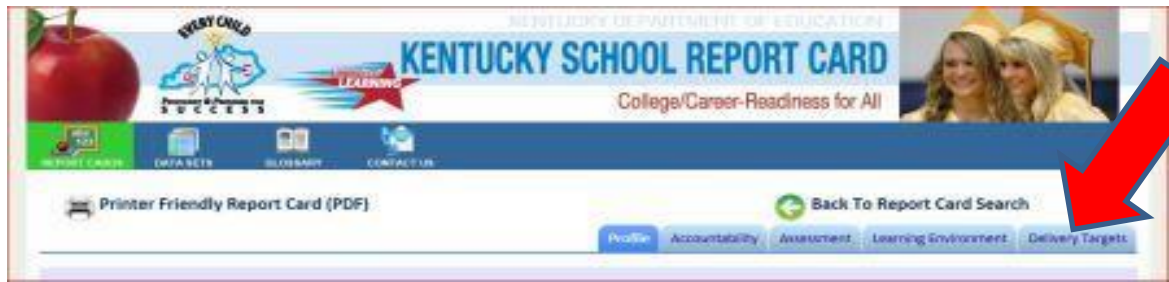 KENTUCKY DEPARTMENT OF EDUCATION
EVERY CHILD
KENTUCKY SCHOOL REPORT CARD
LEARNING
College/Career-Readiness for All
SUCCESS
REPORT CARDS
DATA SETS
GLOSSARY
CONTACT US
Printer Friendly Report Card (PDF)
Back To Report Card Search
Profile
Accountability
Assessment
Learning Environment
Delivery Targets